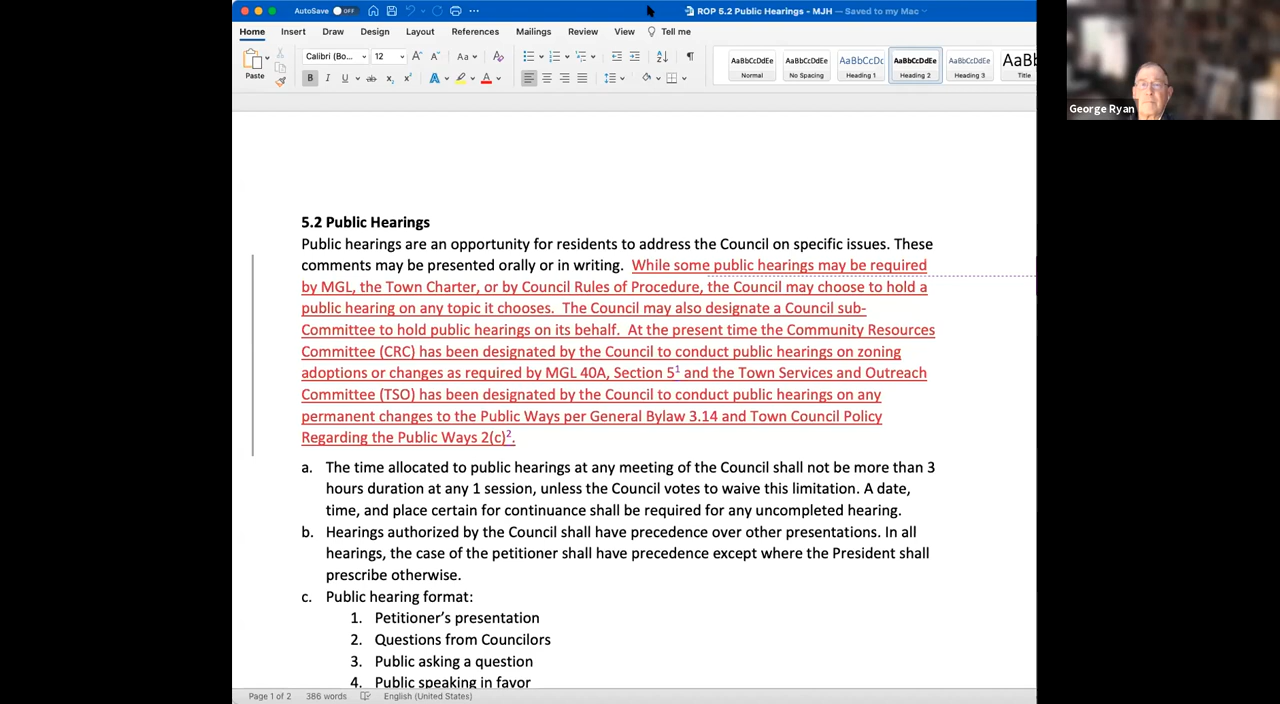 AutoSave OFF
ROP 5.2 Public Hearings - MJH — Saved to my Mac
Home Insert Draw Design Layout References Mailings Review View Tell me
Paste
Calibri (Bo... 12
AaBbCcDdEe AaBbCcDdEe AaBbCcDc AaBbCcDdEe AaBbCcDdEe AaBb
Normal No Spacing Heading 1 Heading 2 Heading 3 Title
George Ryan
5.2 Public Hearings
Public hearings are an opportunity for residents to address the Council on specific issues. These
comments may be presented orally or in writing. While some public hearings may be required
by MGL, the Town Charter, or by Council Rules of Procedure, the Council may choose to hold a
public hearing on any topic it chooses. The Council may also designate a Council sub-
Committee to hold public hearings on its behalf. At the present time the Community Resources
Committee (CRC) has been designated by the Council to conduct public hearings on zoning
adoptions or changes as required by MGL 40A, Section 5¹ and the Town Services and Outreach
Committee (TSO) has been designated by the Council to conduct public hearings on any
permanent changes to the Public Ways per General Bylaw 3.14 and Town Council Policy
Regarding the Public Ways 2(c)².
a. The time allocated to public hearings at any meeting of the Council shall not be more than 3
hours duration at any 1 session, unless the Council votes to waive this limitation. A date,
time, and place certain for continuance shall be required for any uncompleted hearing.
b. Hearings authorized by the Council shall have precedence over other presentations. In all
hearings, the case of the petitioner shall have precedence except where the President shall
prescribe otherwise.
c. Public hearing format:
1. Petitioner's presentation
2. Questions from Councilors
3. Public asking a question
4. Public speaking in favor
Page 1 of 2 386 words English (United States)